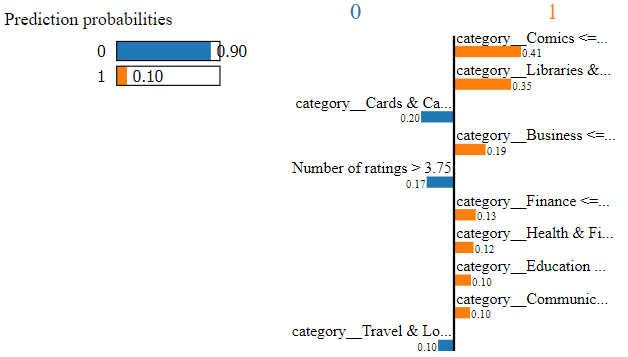 Prediction probabilities
0 0.90
1 0.10
0 1
category__Comics <=...
0.41
category__Libraries &...
0.35
category__Cards & Ca...
0.20
category__Business <=...
0.19
Number of ratings > 3.75
0.17
category__Finance <=...
0.13
category__Health & Fi...
0.12
category__Education ...
0.10
category__Communic...
0.10
category__Travel & Lo...
0.10